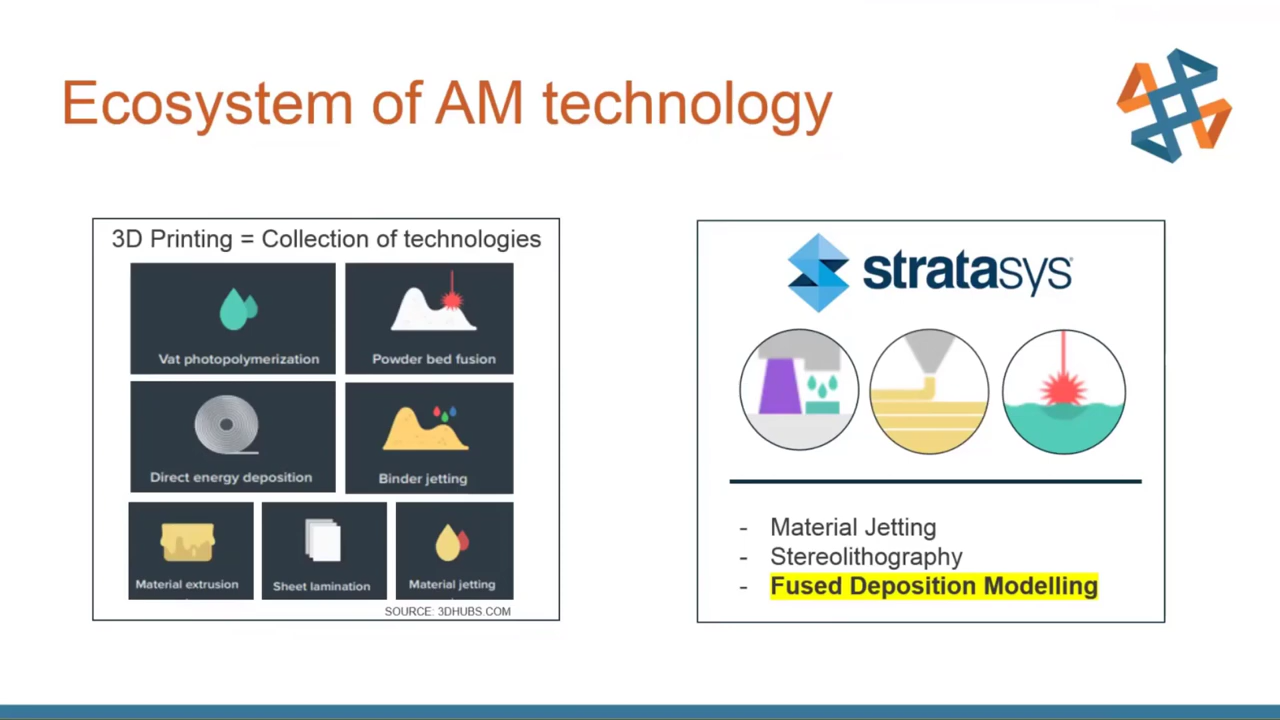 Ecosystem of AM technology
3D Printing = Collection of technologies
Vat photopolymerization
Powder bed fusion
Direct energy deposition
Binder jetting
Material extrusion
Sheet lamination
Material jetting
SOURCE: 3DHUBS.COM
stratasys
- Material Jetting
- Stereolithography
- Fused Deposition Modelling